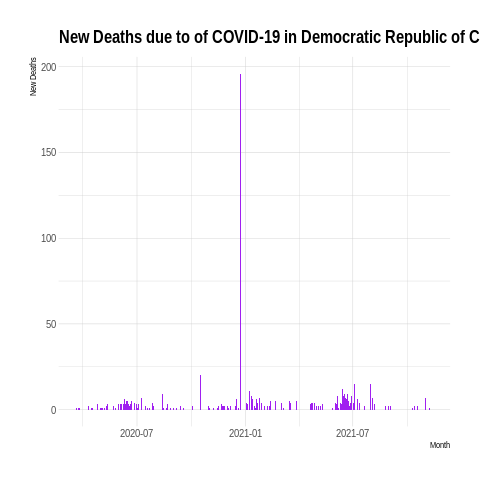 New Deaths due to of COVID-19 in Democratic Republic of C
New Deaths
200
150
100
50
0
2020-07 2021-01 2021-07
Month